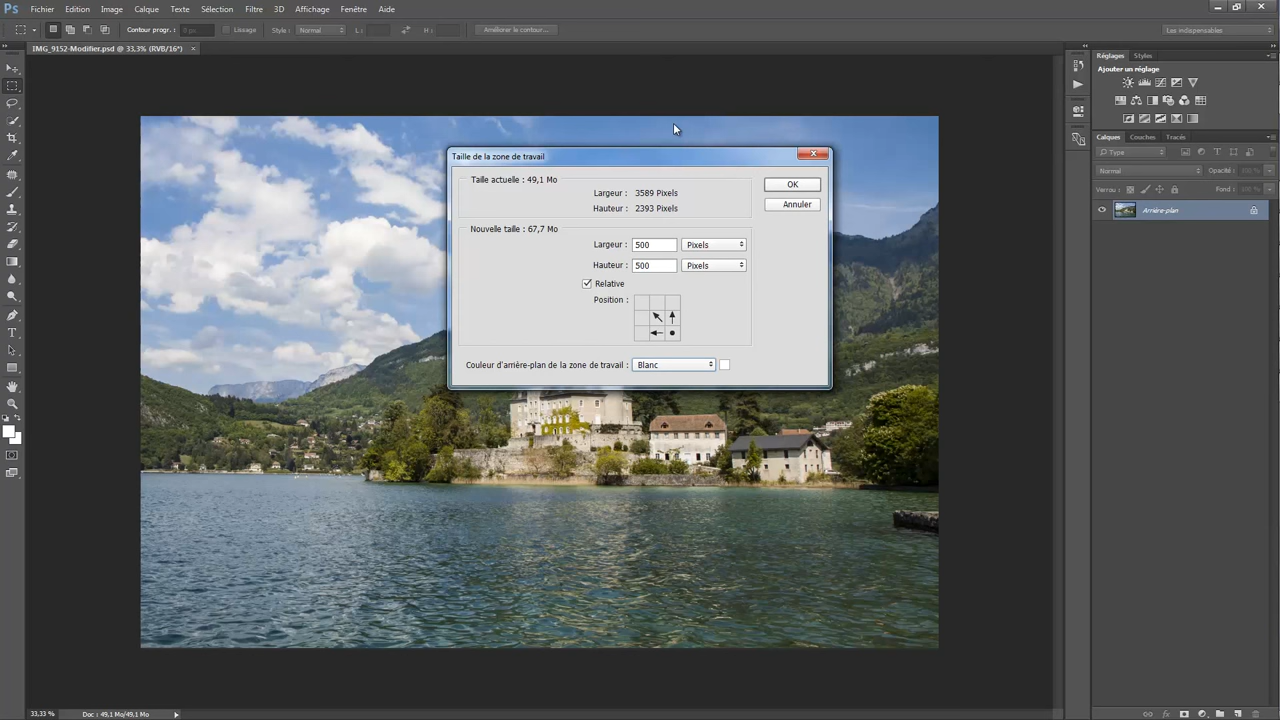 Ps Fichier Edition Image Calque Texte Sélection Filtre 3D Affichage Fenêtre Aide
Contour progr. : 0 px Lissage Style : Normal L : H : Améliorer le contour... Les indispensables
IMG_9152-Modifier.psd @ 33,3% (RVB/16*) ×
Réglages Styles
Ajouter un réglage
Calques Couches Tracés
Type
Normal Opacité :
Verrou : Fond :
Arrière-plan
Taille de la zone de travail
Taille actuelle : 49,1 Mo
Largeur : 3589 Pixels
Hauteur : 2393 Pixels
OK
Annuler
Nouvelle taille : 67,7 Mo
Largeur : 500 Pixels
Hauteur : 500 Pixels
Relative
Position :
Couleur d'arrière-plan de la zone de travail : Blanc
33,33 % Doc : 49,1 Mo/49,1 Mo